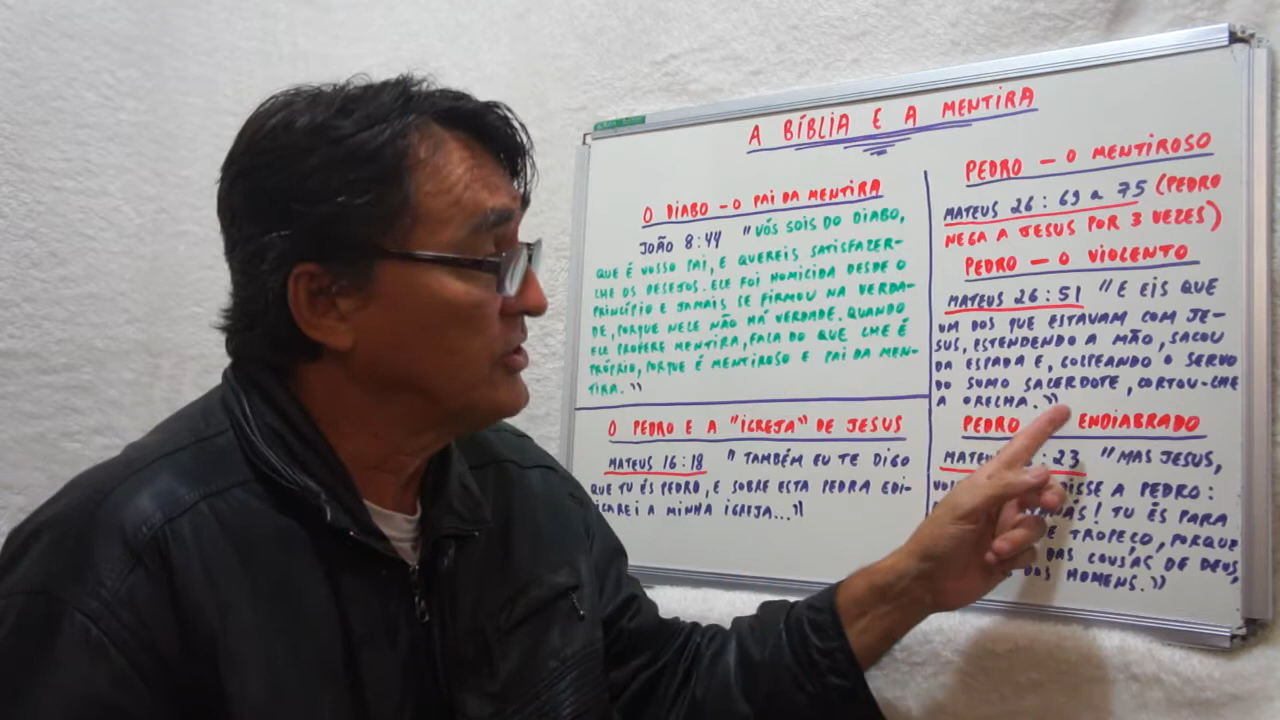 A BÍBLIA E A MENTIRA
O DIABO - O PAI DA MENTIRA
JOÃO 8:44 "VÓS SOIS DO DIABO,
QUE É VOSSO PAI, E QUEREIS SATISFAZER-
LHE OS DESEJOS. ELE FOI HOMICIDA DESDE O
PRINCÍPIO E JAMAIS SE FIRMOU NA VERDA-
DE, PORQUE NELE NÃO HÁ VERDADE. QUANDO
ELE PROFERE MENTIRA, FALA DO QUE LHE É
PRÓPRIO, PORQUE É MENTIROSO E PAI DA MEN-
TIRA."
O PEDRO E A "IGREJA" DE JESUS
MATEUS 16:18 "TAMBÉM EU TE DIGO
QUE TU ÉS PEDRO, E SOBRE ESTA PEDRA EDI-
ICAREI A MINHA IGREJA..."
PEDRO - O MENTIROSO
MATEUS 26:69 a 75 (PEDRO
NEGA A JESUS POR 3 VEZES)
PEDRO - O VIOLENTO
MATEUS 26:51 "E EIS QUE
UM DOS QUE ESTAVAM COM JE-
SUS, ESTENDENDO A MÃO, SACOU
DA ESPADA E, GOLPEANDO O SERVO
DO SUMO SACERDOTE, CORTOU-LHE
A ORELHA."
PEDRO ENDIABRADO
MATEUS :23 "MAS JESUS,
DISSE A PEDRO:
! TU ÉS PARA
E TROPEÇO, PORQUE
DAS COUSAS DE DEUS,
DOS HOMENS."